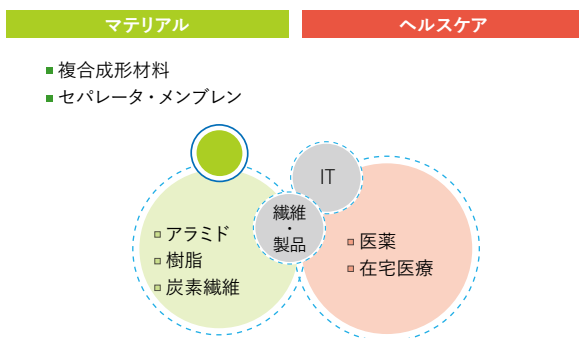 マテリアル
ヘルスケア
複合成形材料
セパレータ・メンブレン
IT
繊維
・
製品
アラミド
樹脂
炭素繊維
医薬
在宅医療